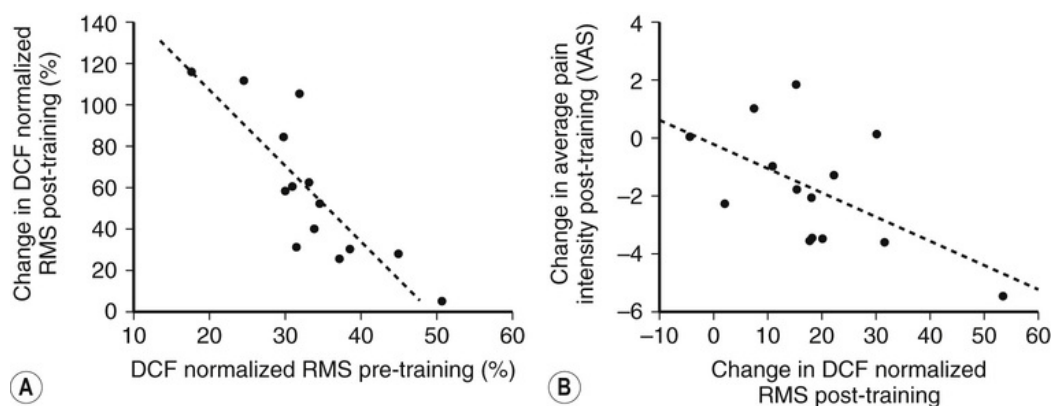 Change in DCF normalized
RMS post-training (%)
140
120
100
80
60
40
20
0
10 20 30 40 50 60
DCF normalized RMS pre-training (%)
A
Change in average pain
intensity post-training (VAS)
4
2
0
–2
–4
–6
–10 0 10 20 30 40 50 60
Change in DCF normalized
RMS post-training
B